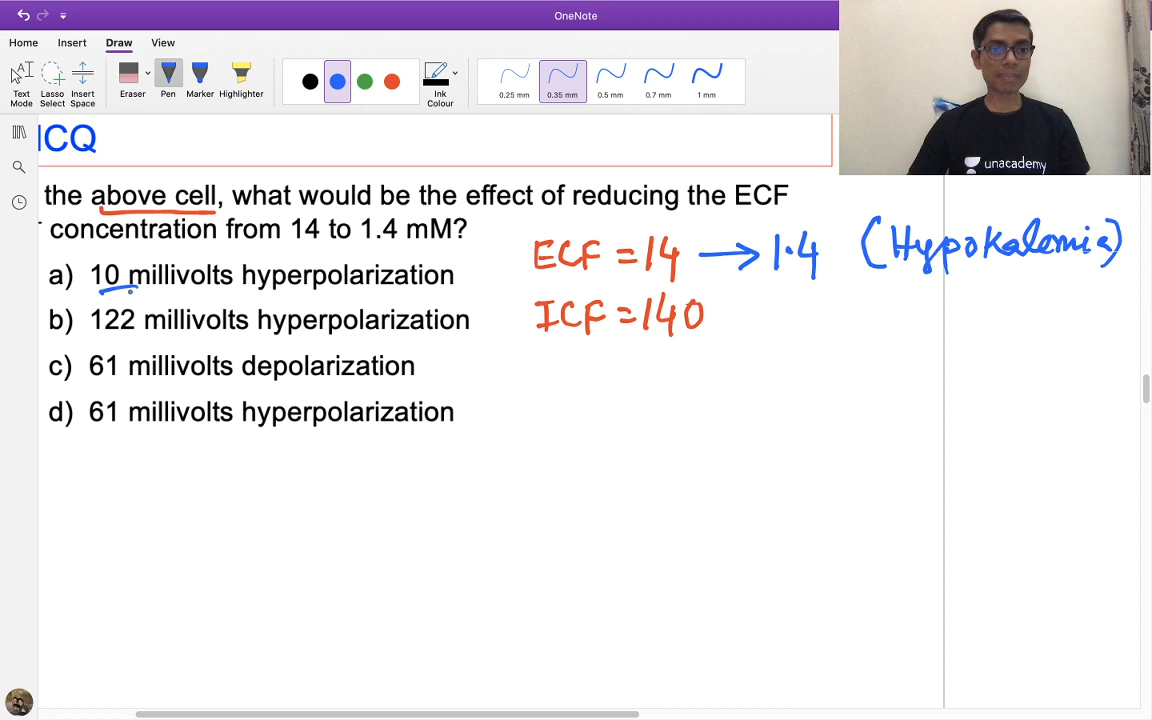 OneNote
Home Insert Draw View
Text Mode Lasso Select Insert Space Eraser Pen Marker Highlighter Ink Colour 0.25 mm 0.35 mm 0.5 mm 0.7 mm 1 mm
unacademy
CQ
the above cell, what would be the effect of reducing the ECF
concentration from 14 to 1.4 mM?
ECF = 14 → 1.4 (Hypokalemia)
a) 10 millivolts hyperpolarization
ICF = 140
b) 122 millivolts hyperpolarization
c) 61 millivolts depolarization
d) 61 millivolts hyperpolarization